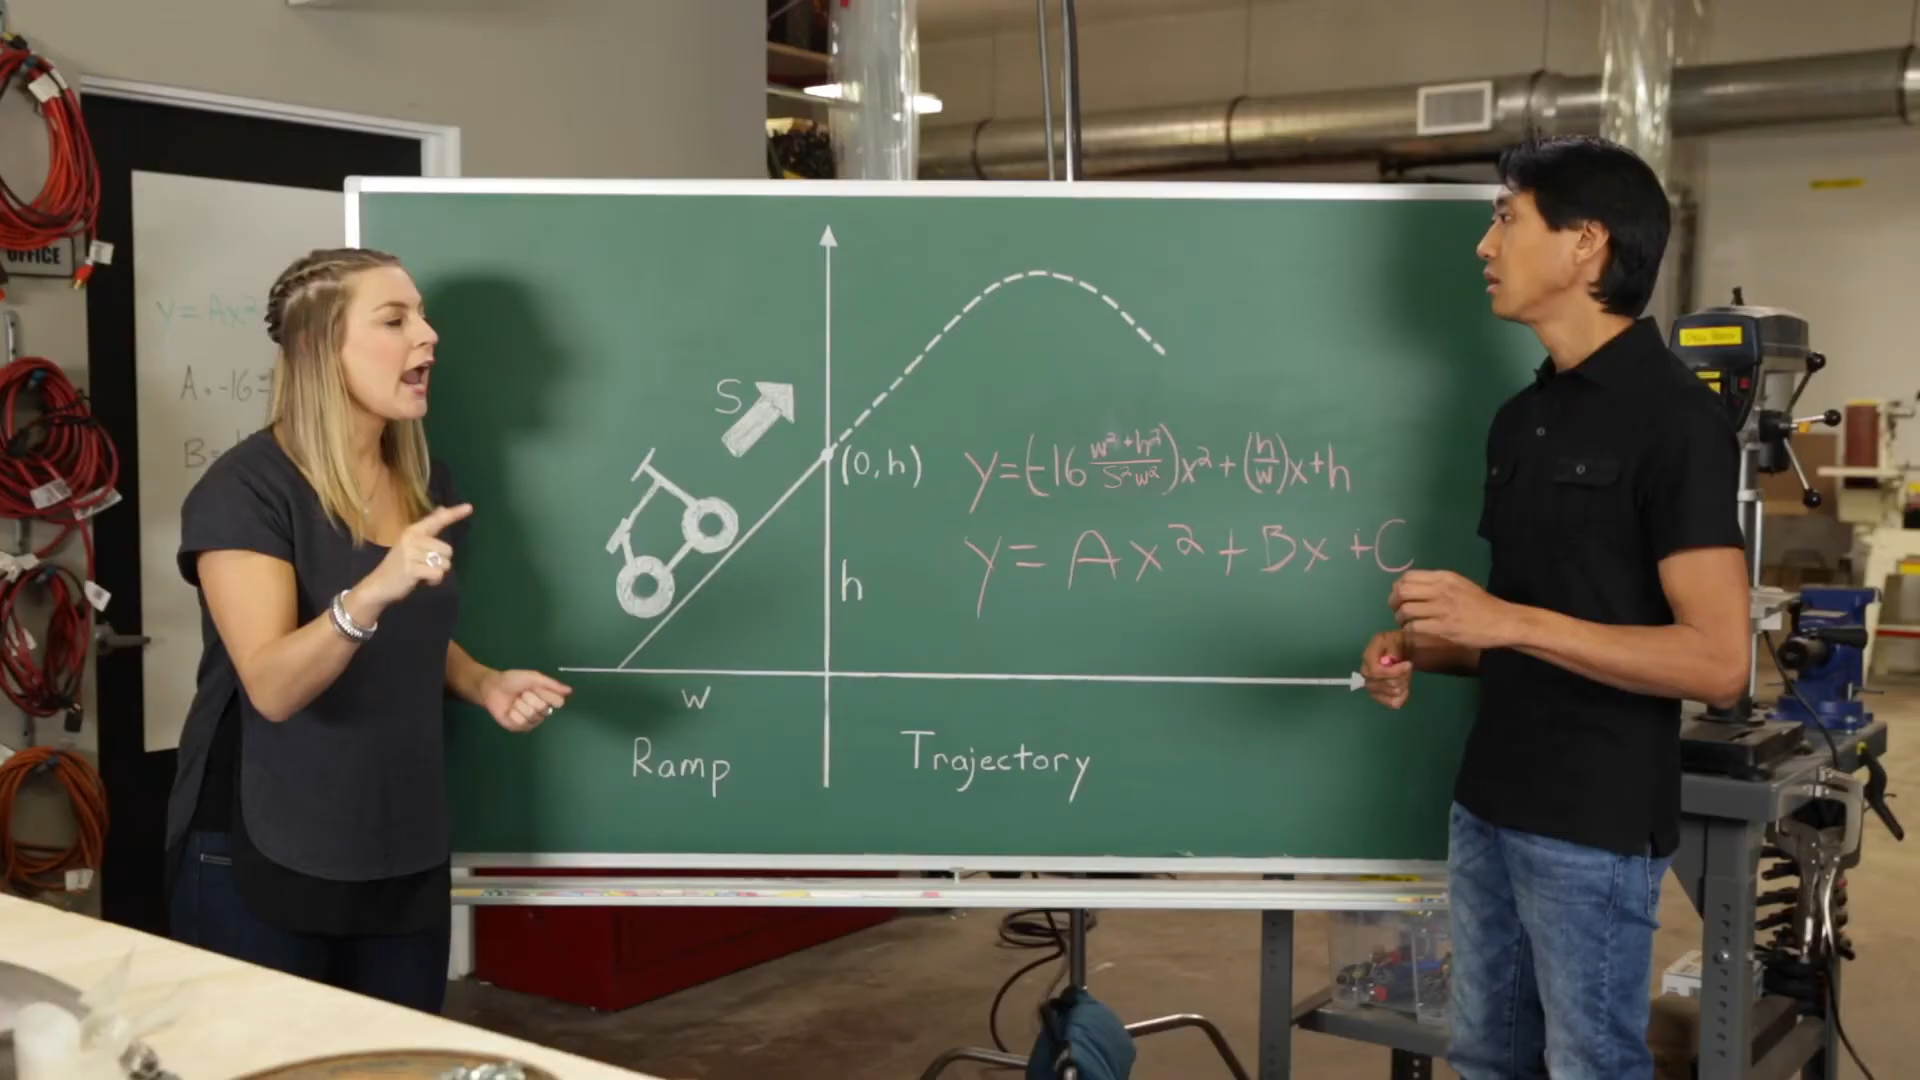 OFFICE
y=Ax²
A=-16
B=
S
(0,h)
y=(-16 w²+h²/S²w²)x²+(h/w)x+h
y=Ax²+Bx+C
h
w
Ramp
Trajectory